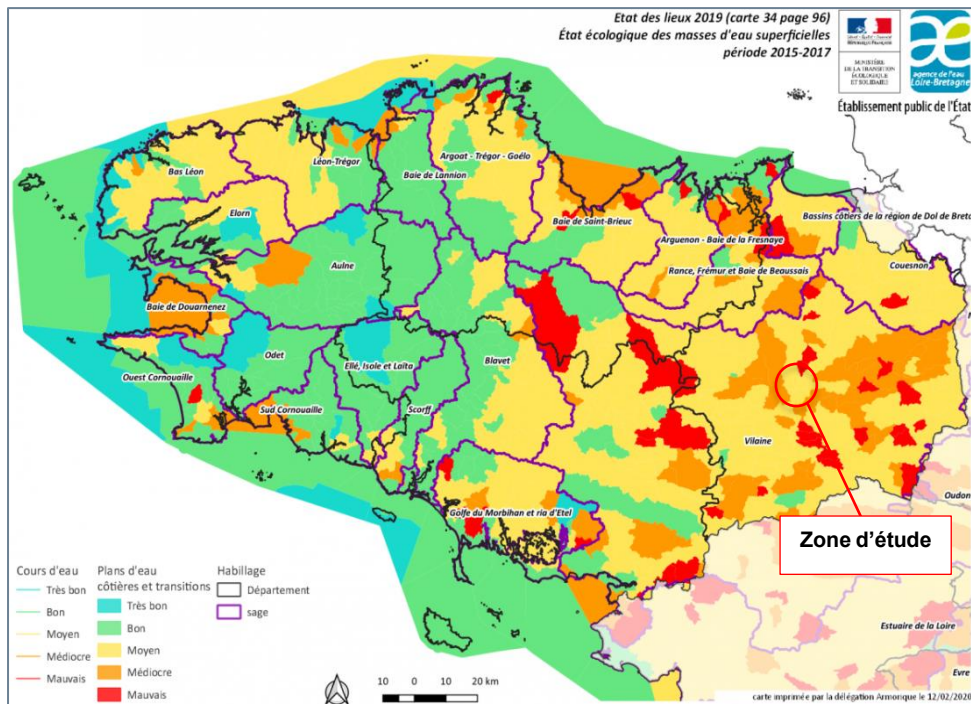 Etat des lieux 2019 (carte 34 page 96)
État écologique des masses d'eau superficielles
période 2015-2017
MINISTÈRE
DE LA TRANSITION
ÉCOLOGIQUE
ET SOLIDAIRE
agence de l'eau
Loire-Bretagne
Établissement public de l'État
Bas Léon
Léon-Trégor
Argoat - Trégor - Goëlo
Baie de Lannion
Elorn
Baie de Saint-Brieuc
Bassins côtiers de la région de Dol de Breta
Arguenon - Baie de la Fresnaye
Couesnon
Aulne
Rance, Frémur et Baie de Beaussais
Baie de Douarnenez
Odet
Ellé, Isole et Laïta
Blavet
Ouest Cornouaille
Sud Cornouaille
Scorff
Vilaine
Oudon
Golfe du Morbihan et ria d'Etel
Zone d'étude
Estuaire de la Loire
Evre
Cours d'eau
Très bon
Bon
Moyen
Médiocre
Mauvais
Plans d'eau
côtières et transitions
Très bon
Bon
Moyen
Médiocre
Mauvais
Habillage
Département
sage
10 0 10 20 km
carte imprimée par la délégation Armorique le 12/02/2020